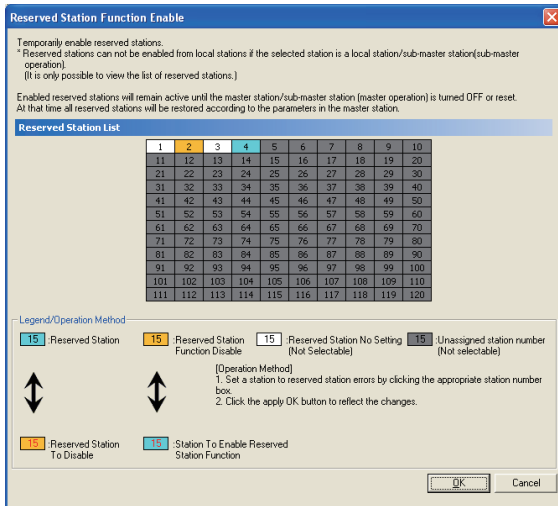 Reserved Station Function Enable
Temporarily enable reserved stations.
* Reserved stations can not be enabled from local stations if the selected station is a local station/sub-master station(sub-master
operation).
(It is only possible to view the list of reserved stations.)
Enabled reserved stations will remain active until the master station/sub-master station (master operation) is turned OFF or reset.
At that time all reserved stations will be restored according to the parameters in the master station.
Reserved Station List
1 2 3 4 5 6 7 8 9 10
11 12 13 14 15 16 17 18 19 20
21 22 23 24 25 26 27 28 29 30
31 32 33 34 35 36 37 38 39 40
41 42 43 44 45 46 47 48 49 50
51 52 53 54 55 56 57 58 59 60
61 62 63 64 65 66 67 68 69 70
71 72 73 74 75 76 77 78 79 80
81 82 83 84 85 86 87 88 89 90
91 92 93 94 95 96 97 98 99 100
101 102 103 104 105 106 107 108 109 110
111 112 113 114 115 116 117 118 119 120
Legend/Operation Method
15 :Reserved Station 15 :Reserved Station 15 :Reserved Station No Setting 15 :Unassigned station number
Function Disable (Not Selectable) (Not selectable)
[Operation Method]
1. Set a station to reserved station errors by clicking the appropriate station number
box.
2. Click the apply OK button to reflect the changes.
15 :Reserved Station 15 :Station To Enable Reserved
To Disable Station Function
OK Cancel